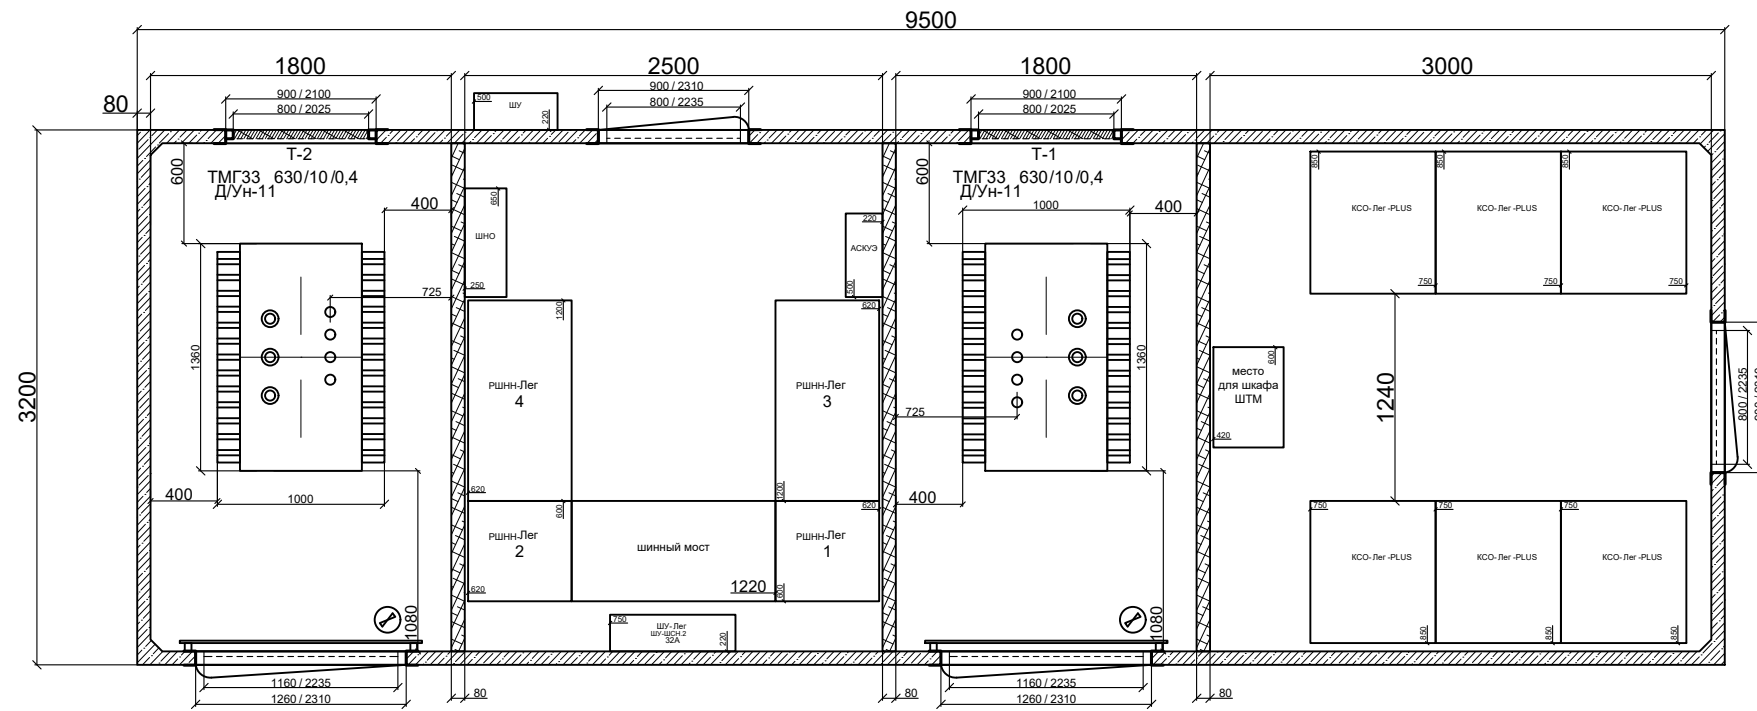 9500
1800
2500
1800
3000
900 / 2100
800 / 2025
500
ШУ
220
900 / 2310
800 / 2235
900 / 2100
800 / 2025
80
3200
600
Т-2
ТМГ33 630/10 /0,4
Д/Ун-11
400
650
ШНО
250
220
АСКУЭ
500
600
Т-1
ТМГ33 630/10 /0,4
Д/Ун-11
1000
400
850
850
850
КСО-Лег -PLUS
КСО-Лег -PLUS
КСО-Лег -PLUS
750
750
750
725
1360
1200
620
РШНН-Лег
4
620
РШНН-Лег
3
1200
1360
725
600
место
для шкафа
ШТМ
420
1240
800 / 2235
400
1000
400
600
РШНН-Лег
2
620
шинный мост
1220
620
РШНН-Лег
1
600
750
750
750
КСО-Лег -PLUS
КСО-Лег -PLUS
КСО-Лег -PLUS
850
850
850
1080
750
ШУ-Лег
ШУ-ШСН.2
32А
220
1080
1160 / 2235
1260 / 2310
80
80
1160 / 2235
1260 / 2310
80